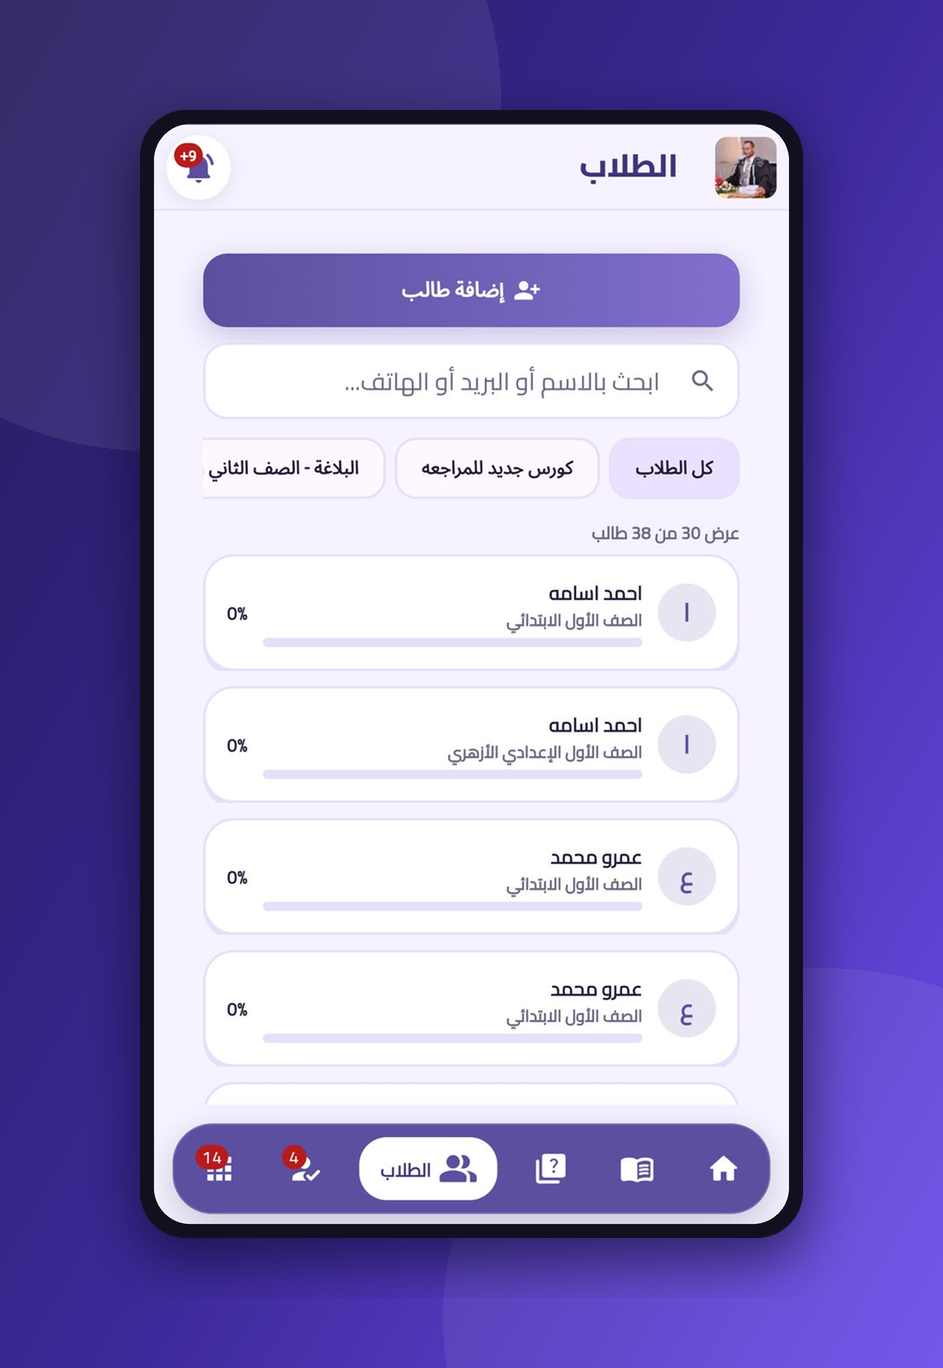 الطلاب
+9
إضافة طالب
ابحث بالاسم أو البريد أو الهاتف...
كل الطلاب
كورس جديد للمراجعه
البلاغة - الصف الثاني
عرض 30 من 38 طالب
ا
احمد اسامه
الصف الأول الابتدائي
0%
ا
احمد اسامه
الصف الأول الإعدادي الأزهري
0%
ع
عمرو محمد
الصف الأول الابتدائي
0%
ع
عمرو محمد
الصف الأول الابتدائي
0%
?
الطلاب
4
14